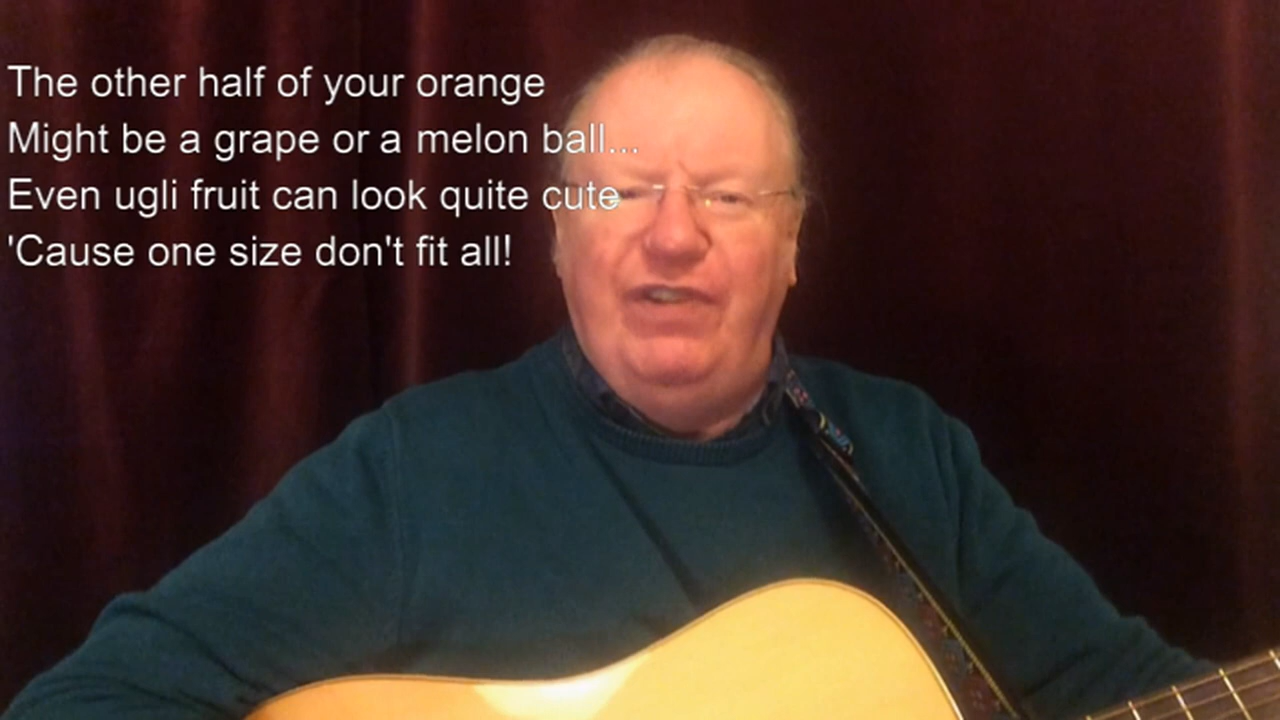 The other half of your orange
Might be a grape or a melon ball...
Even ugli fruit can look quite cute
'Cause one size don't fit all!